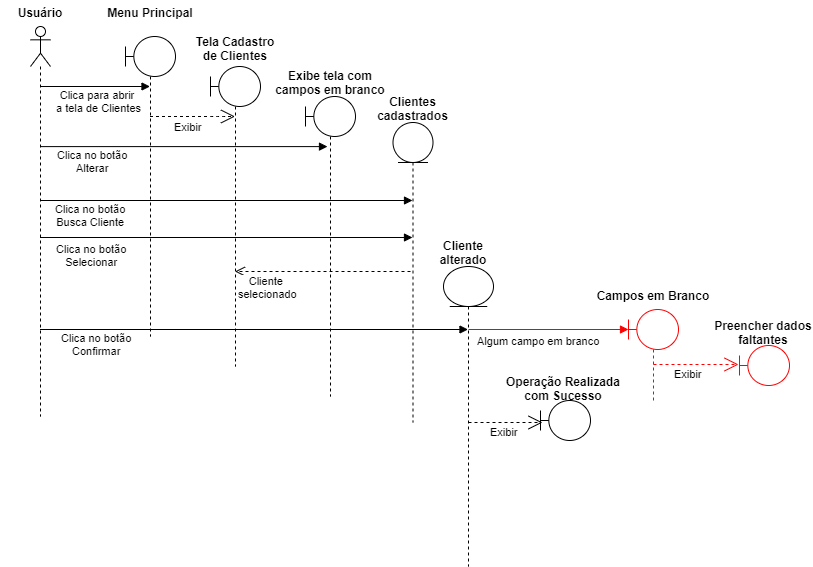 Usuário
Menu Principal
Tela Cadastro
de Clientes
Exibe tela com
campos em branco
Clientes
cadastrados
Clica para abrir
a tela de Clientes
Exibir
Clica no botão
Alterar
Clica no botão
Busca Cliente
Clica no botão
Selecionar
Cliente
selecionado
Cliente
alterado
Clica no botão
Confirmar
Algum campo em branco
Campos em Branco
Exibir
Preencher dados
faltantes
Operação Realizada
com Sucesso
Exibir